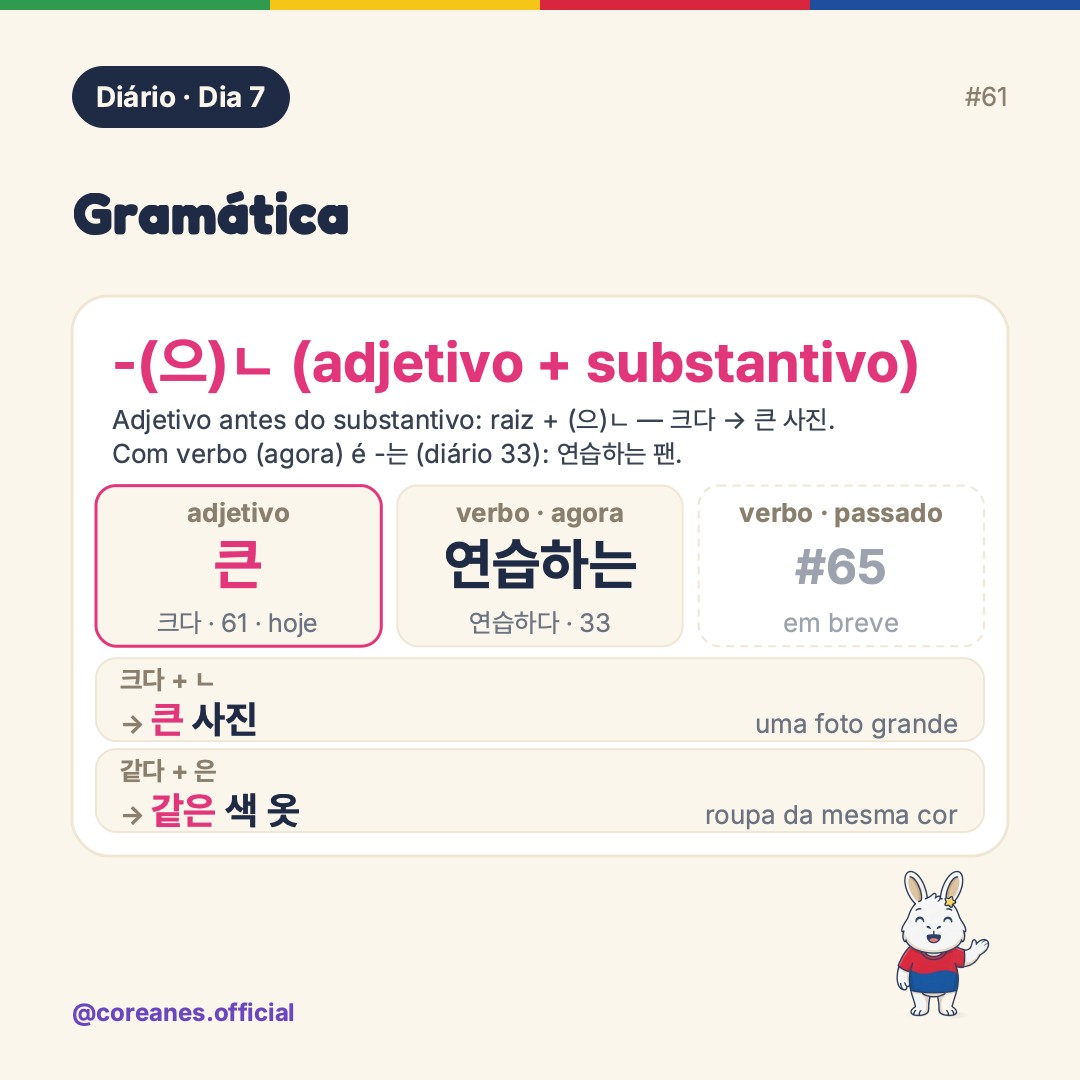 Diário · Dia 7
#61
Gramática
-(으)ㄴ (adjetivo + substantivo)
Adjetivo antes do substantivo: raiz + (으)ㄴ — 크다 → 큰 사진.
Com verbo (agora) é -는 (diário 33): 연습하는 팬.
adjetivo
큰
크다 · 61 · hoje
verbo · agora
연습하는
연습하다 · 33
verbo · passado
#65
em breve
크다 + ㄴ
→ 큰 사진
uma foto grande
같다 + 은
→ 같은 색 옷
roupa da mesma cor
@coreanes.official